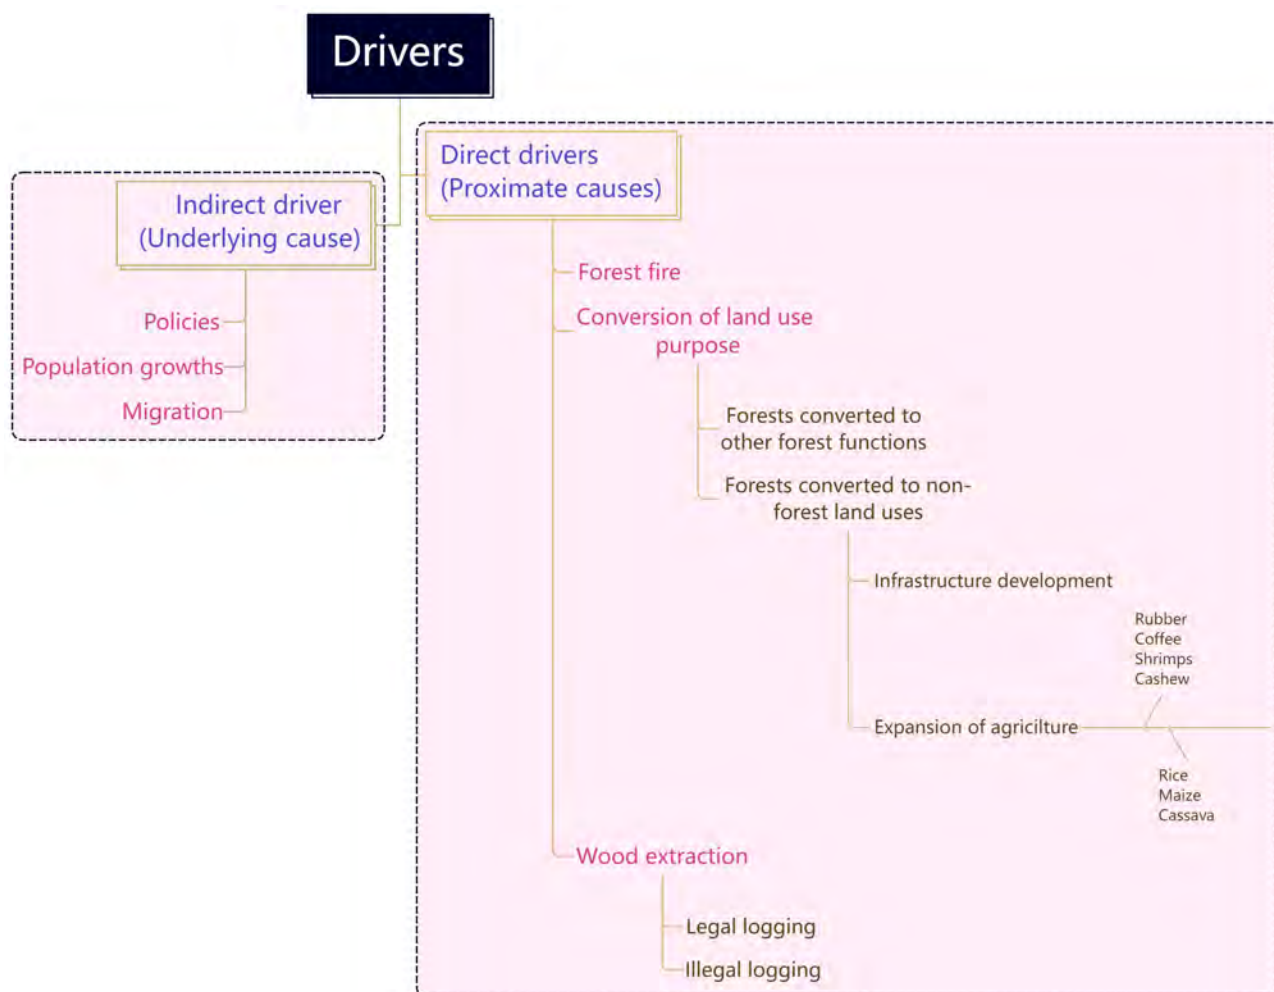 Drivers
Indirect driver
(Underlying cause)
Policies
Population growths
Migration
Direct drivers
(Proximate causes)
Forest fire
Conversion of land use
purpose
Forests converted to
other forest functions
Forests converted to non-
forest land uses
Infrastructure development
Expansion of agricilture
Rubber
Coffee
Shrimps
Cashew
Rice
Maize
Cassava
Wood extraction
Legal logging
Illegal logging